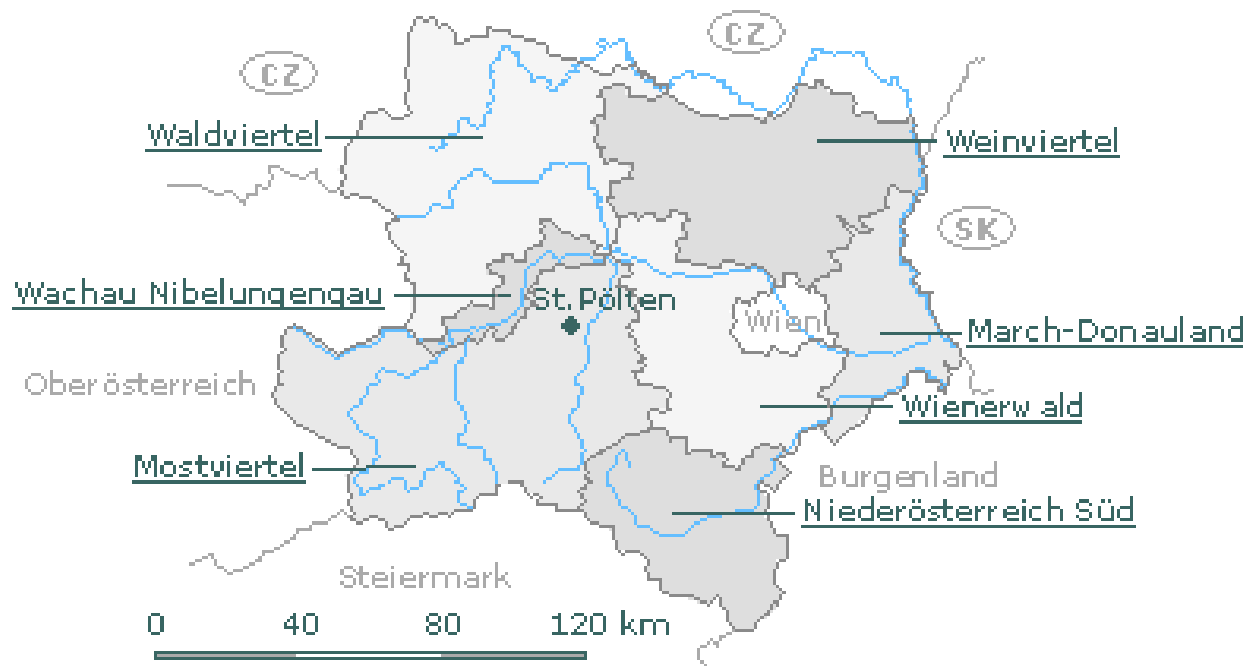 CZ
CZ
Waldviertel
Weinviertel
SK
Wachau Nibelungengau
St. Pölten
Wien
March-Donauland
Oberösterreich
Wienerw ald
Mostviertel
Burgenland
Niederösterreich Süd
Steiermark
0 40 80 120 km